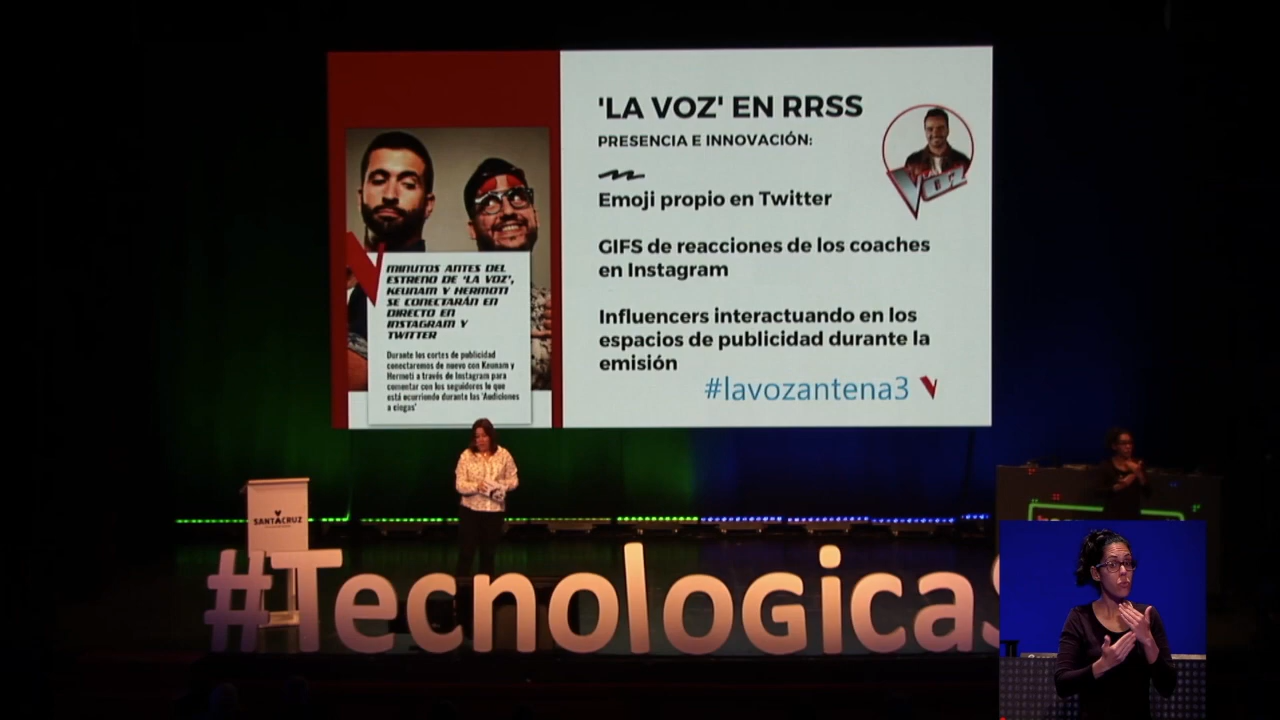 'LA VOZ' EN RRSS
PRESENCIA E INNOVACIÓN:
Emoji propio en Twitter
GIFS de reacciones de los coaches
en Instagram
Influencers interactuando en los
espacios de publicidad durante la
emisión
#lavozantena3
VOZ
MINUTOS ANTES DEL
ESTRENO DE 'LA VOZ',
KEUNAM Y HERMOTI
SE CONECTARÁN EN
DIRECTO EN
INSTAGRAM Y
TWITTER
Durante los cortes de publicidad
conectaremos de nuevo con Keunam y
Hermoti a través de Instagram para
comentar con los seguidores lo que
está ocurriendo durante las 'Audiciones
a ciegas'
SANTACRUZ
#TecnologicaS